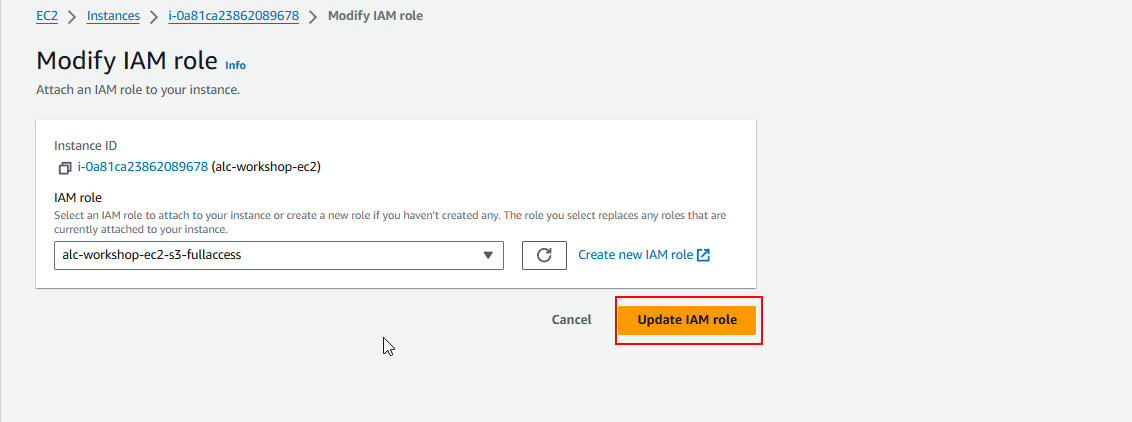 EC2 > Instances > i-0a81ca23862089678 > Modify IAM role
Modify IAM role Info
Attach an IAM role to your instance.
Instance ID
i-0a81ca23862089678 (alc-workshop-ec2)
IAM role
Select an IAM role to attach to your instance or create a new role if you haven't created any. The role you select replaces any roles that are
currently attached to your instance.
alc-workshop-ec2-s3-fullaccess Create new IAM role
Cancel Update IAM role